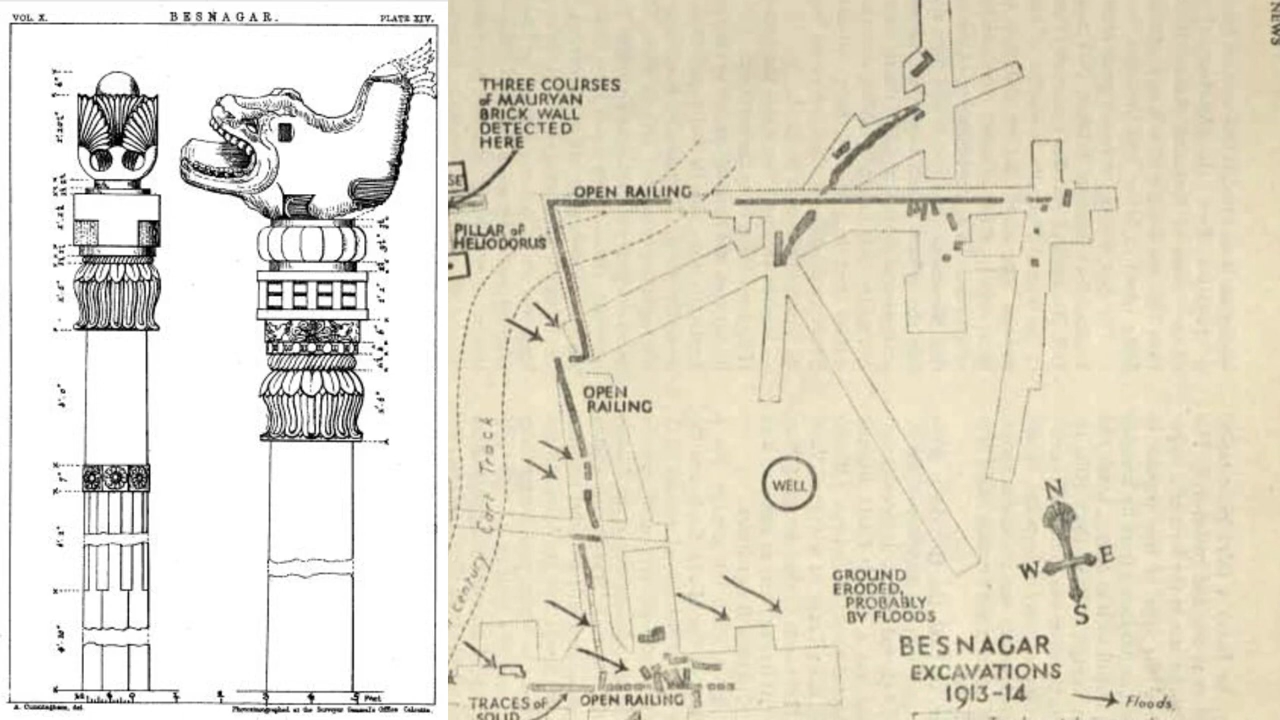 VOL. X.
BESNAGAR.
PLATE XIV.
A. Cunningham, del.
Photozincographed at the Surveyor General's Office Calcutta.
Feet
NEWS
THREE COURSES
of MAURYAN
BRICK WALL
DETECTED
HERE
OPEN RAILING
PILLAR of
HELIODORUS
OPEN
RAILING
Century Cart Track
WELL
N
W
E
S
GROUND
ERODED,
PROBABLY
BY FLOODS
BESNAGAR
EXCAVATIONS
1913-14
Floods.
TRACES OF
SOLID
OPEN RAILING